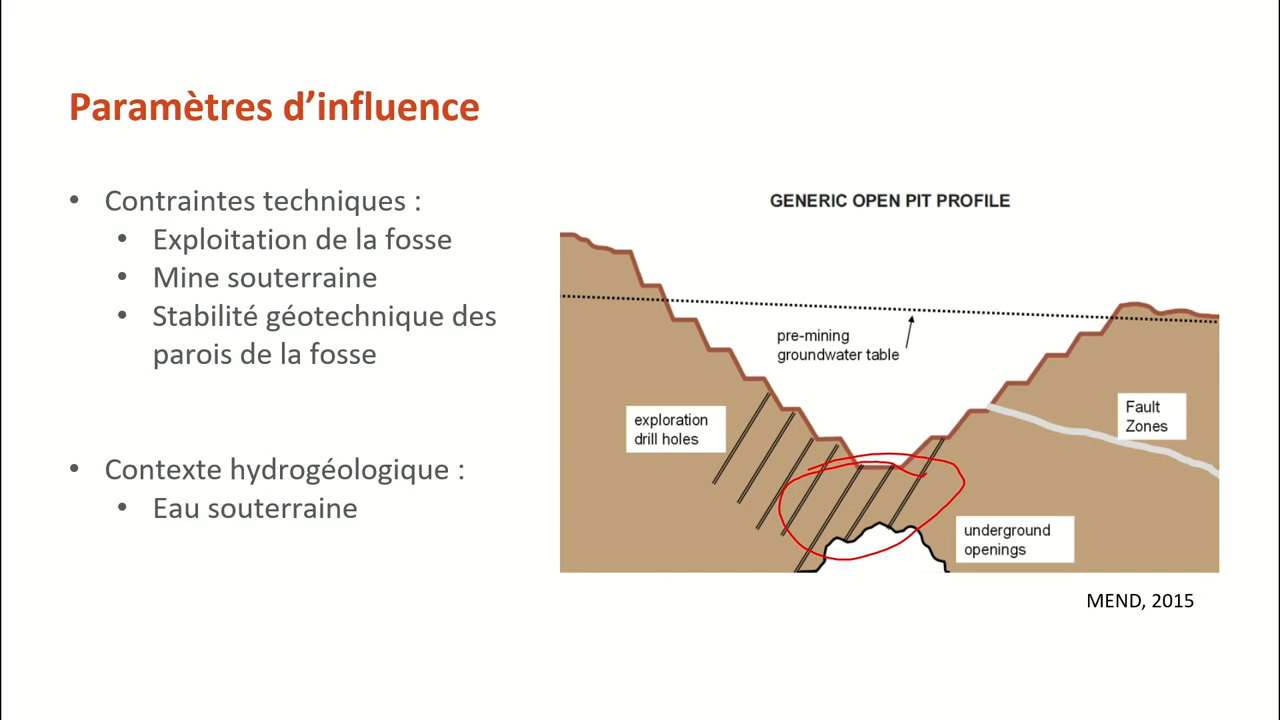 Paramètres d'influence
• Contraintes techniques :
• Exploitation de la fosse
• Mine souterraine
• Stabilité géotechnique des
parois de la fosse
• Contexte hydrogéologique :
• Eau souterraine
GENERIC OPEN PIT PROFILE
pre-mining
groundwater table
exploration
drill holes
Fault
Zones
underground
openings
MEND, 2015